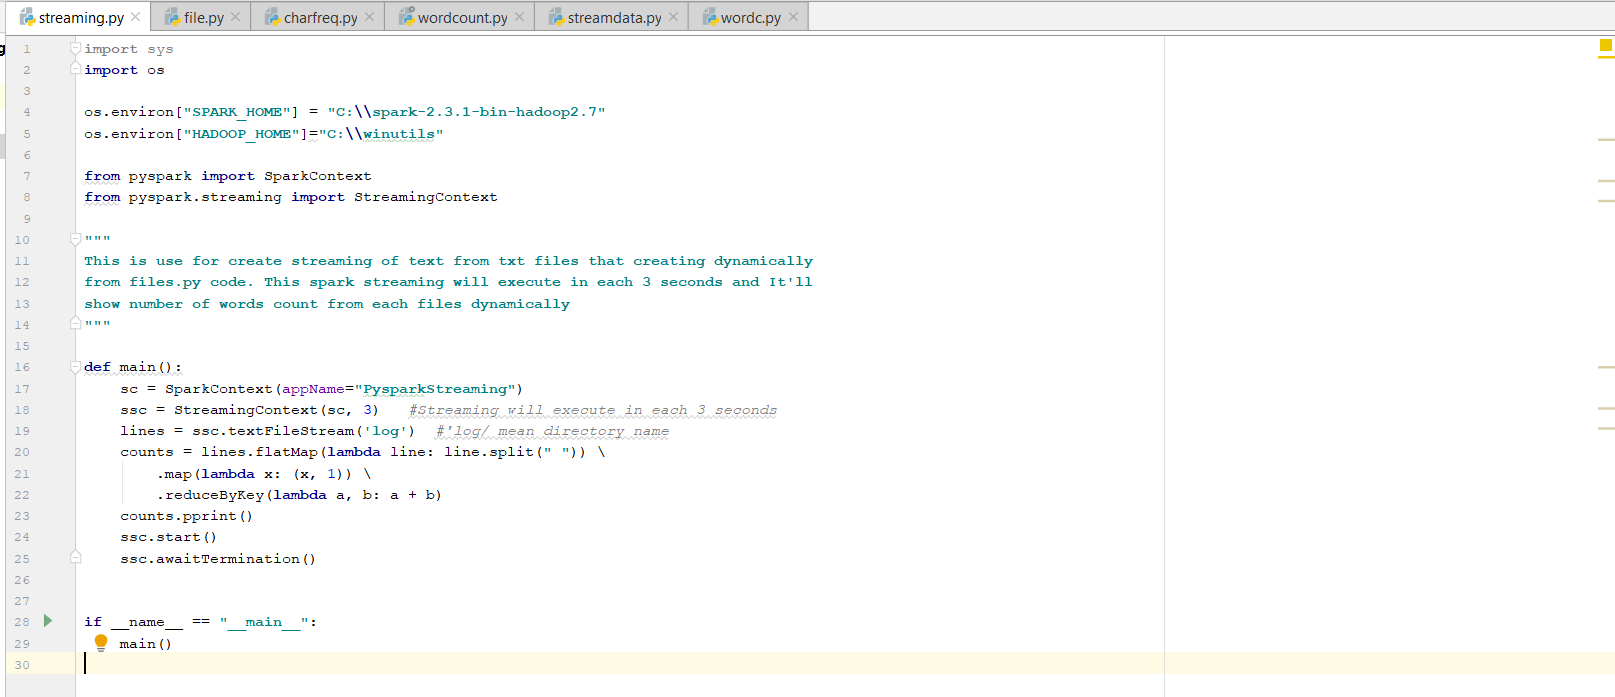 streaming.py file.py charfreq.py wordcount.py streamdata.py wordc.py
1 import sys
2 import os
3
4 os.environ["SPARK_HOME"] = "C:\\spark-2.3.1-bin-hadoop2.7"
5 os.environ["HADOOP_HOME"]="C:\\winutils"
6
7 from pyspark import SparkContext
8 from pyspark.streaming import StreamingContext
9
10 """
11 This is use for create streaming of text from txt files that creating dynamically
12 from files.py code. This spark streaming will execute in each 3 seconds and It'll
13 show number of words count from each files dynamically
14 """
15
16 def main():
17     sc = SparkContext(appName="PysparkStreaming")
18     ssc = StreamingContext(sc, 3)   #Streaming will execute in each 3 seconds
19     lines = ssc.textFileStream('log')  #'log/ mean directory name
20     counts = lines.flatMap(lambda line: line.split(" ")) \
21         .map(lambda x: (x, 1)) \
22         .reduceByKey(lambda a, b: a + b)
23     counts.pprint()
24     ssc.start()
25     ssc.awaitTermination()
26
27
28 if __name__ == "__main__":
29     main()
30